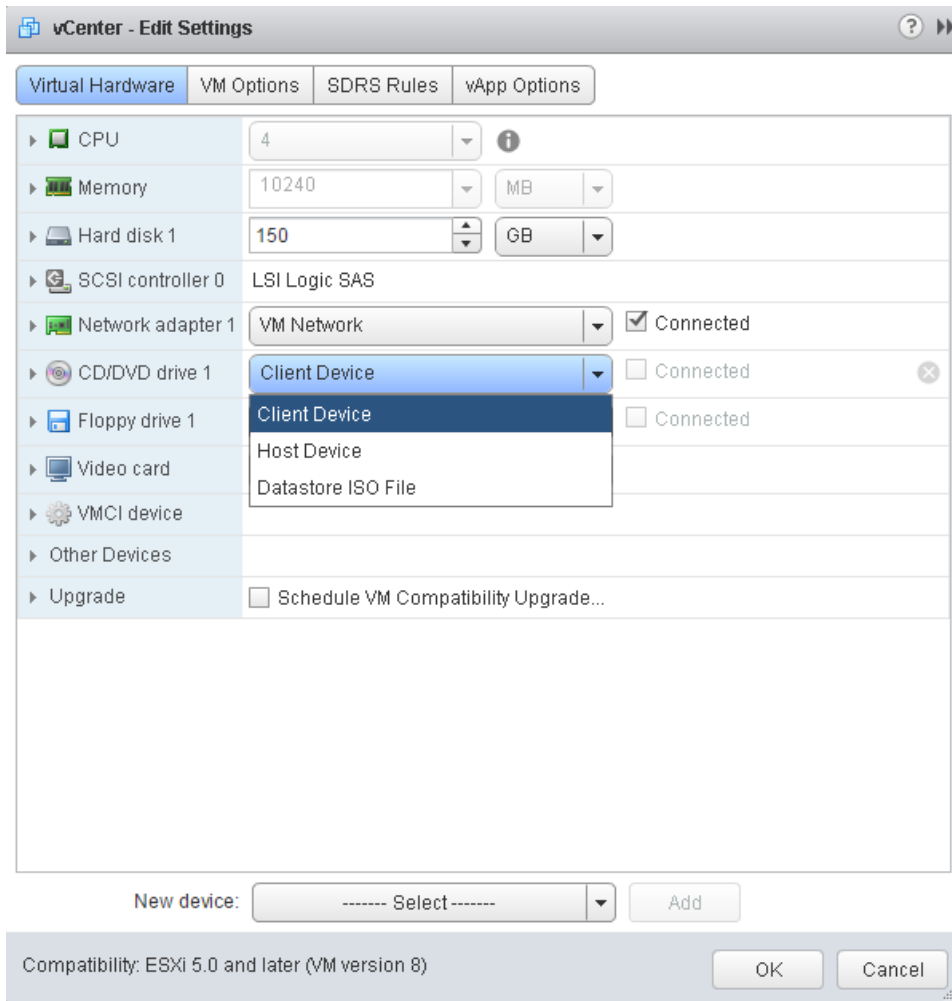 vCenter - Edit Settings
Virtual Hardware VM Options SDRS Rules vApp Options
CPU 4
Memory 10240 MB
Hard disk 1 150 GB
SCSI controller 0 LSI Logic SAS
Network adapter 1 VM Network Connected
CD/DVD drive 1 Client Device Connected
Client Device
Floppy drive 1 Connected
Host Device
Video card
Datastore ISO File
VMCI device
Other Devices
Upgrade Schedule VM Compatibility Upgrade...
New device: ------- Select ------- Add
Compatibility: ESXi 5.0 and later (VM version 8) OK Cancel